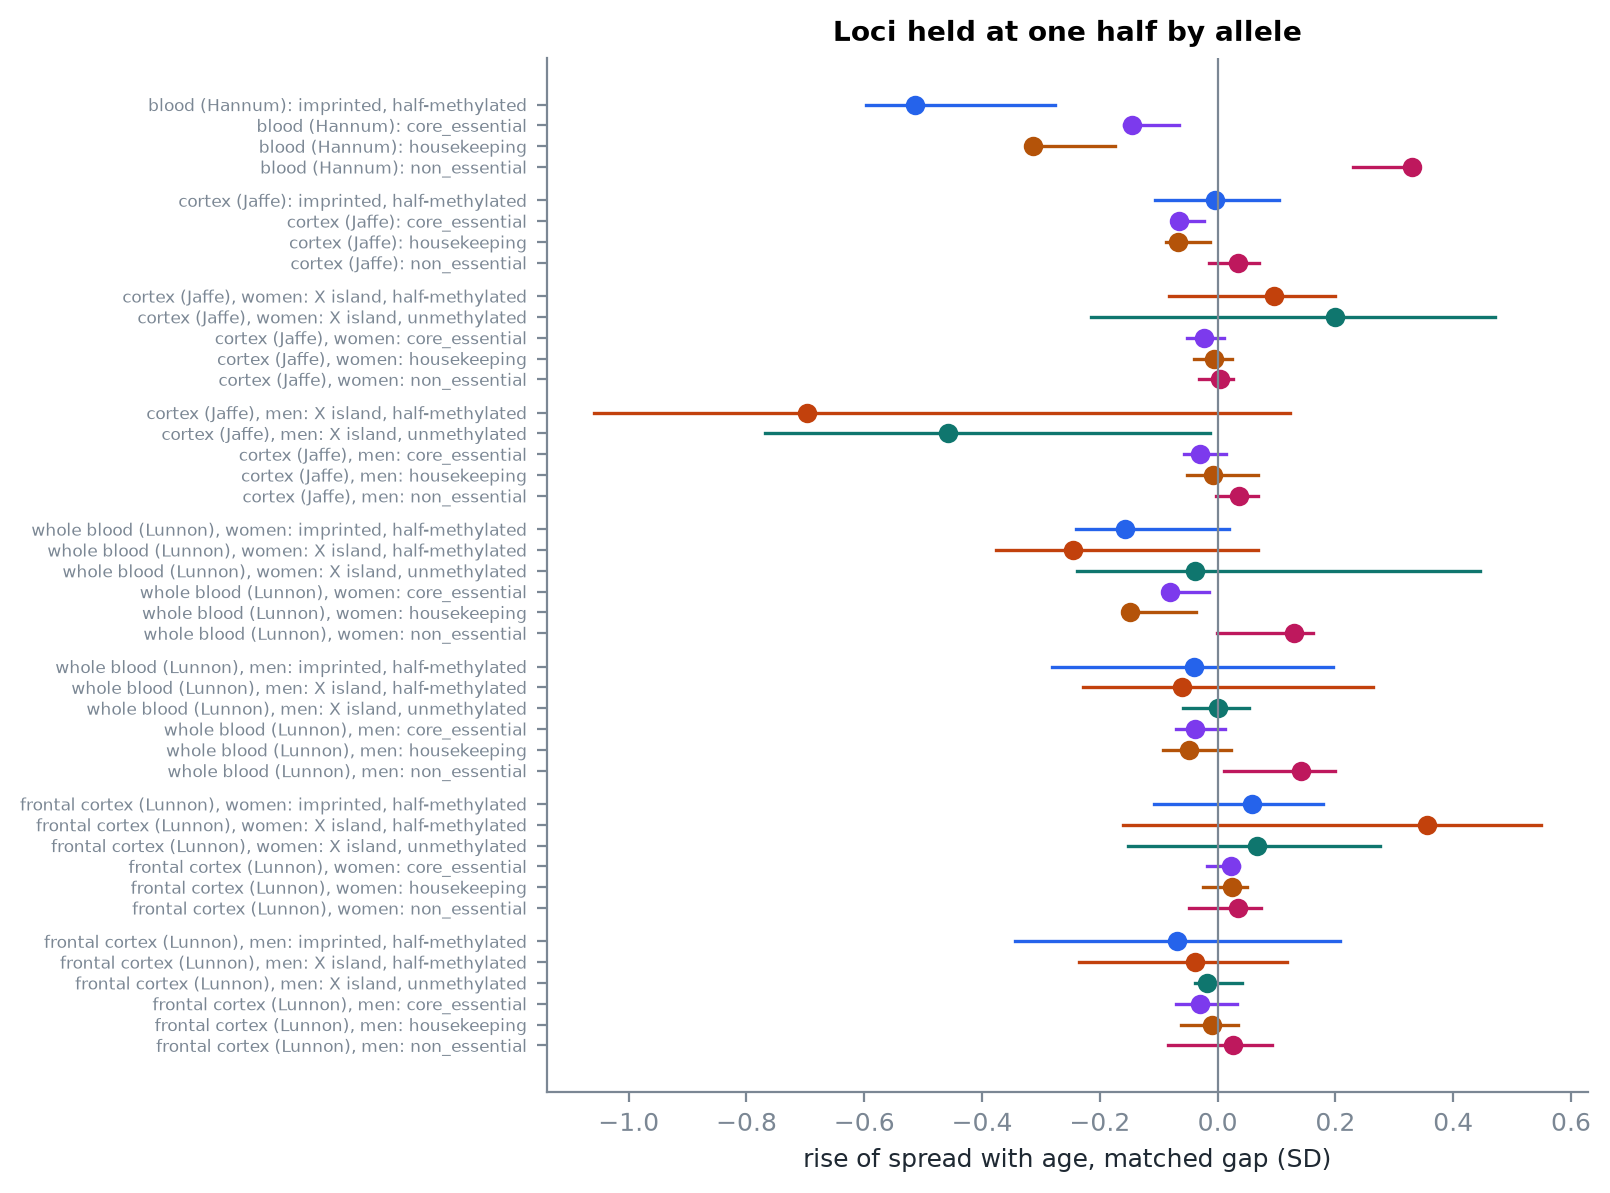 Loci held at one half by allele
blood (Hannum): imprinted, half-methylated
blood (Hannum): core_essential
blood (Hannum): housekeeping
blood (Hannum): non_essential
cortex (Jaffe): imprinted, half-methylated
cortex (Jaffe): core_essential
cortex (Jaffe): housekeeping
cortex (Jaffe): non_essential
cortex (Jaffe), women: X island, half-methylated
cortex (Jaffe), women: X island, unmethylated
cortex (Jaffe), women: core_essential
cortex (Jaffe), women: housekeeping
cortex (Jaffe), women: non_essential
cortex (Jaffe), men: X island, half-methylated
cortex (Jaffe), men: X island, unmethylated
cortex (Jaffe), men: core_essential
cortex (Jaffe), men: housekeeping
cortex (Jaffe), men: non_essential
whole blood (Lunnon), women: imprinted, half-methylated
whole blood (Lunnon), women: X island, half-methylated
whole blood (Lunnon), women: X island, unmethylated
whole blood (Lunnon), women: core_essential
whole blood (Lunnon), women: housekeeping
whole blood (Lunnon), women: non_essential
whole blood (Lunnon), men: imprinted, half-methylated
whole blood (Lunnon), men: X island, half-methylated
whole blood (Lunnon), men: X island, unmethylated
whole blood (Lunnon), men: core_essential
whole blood (Lunnon), men: housekeeping
whole blood (Lunnon), men: non_essential
frontal cortex (Lunnon), women: imprinted, half-methylated
frontal cortex (Lunnon), women: X island, half-methylated
frontal cortex (Lunnon), women: X island, unmethylated
frontal cortex (Lunnon), women: core_essential
frontal cortex (Lunnon), women: housekeeping
frontal cortex (Lunnon), women: non_essential
frontal cortex (Lunnon), men: imprinted, half-methylated
frontal cortex (Lunnon), men: X island, half-methylated
frontal cortex (Lunnon), men: X island, unmethylated
frontal cortex (Lunnon), men: core_essential
frontal cortex (Lunnon), men: housekeeping
frontal cortex (Lunnon), men: non_essential
−1.0 −0.8 −0.6 −0.4 −0.2 0.0 0.2 0.4 0.6
rise of spread with age, matched gap (SD)